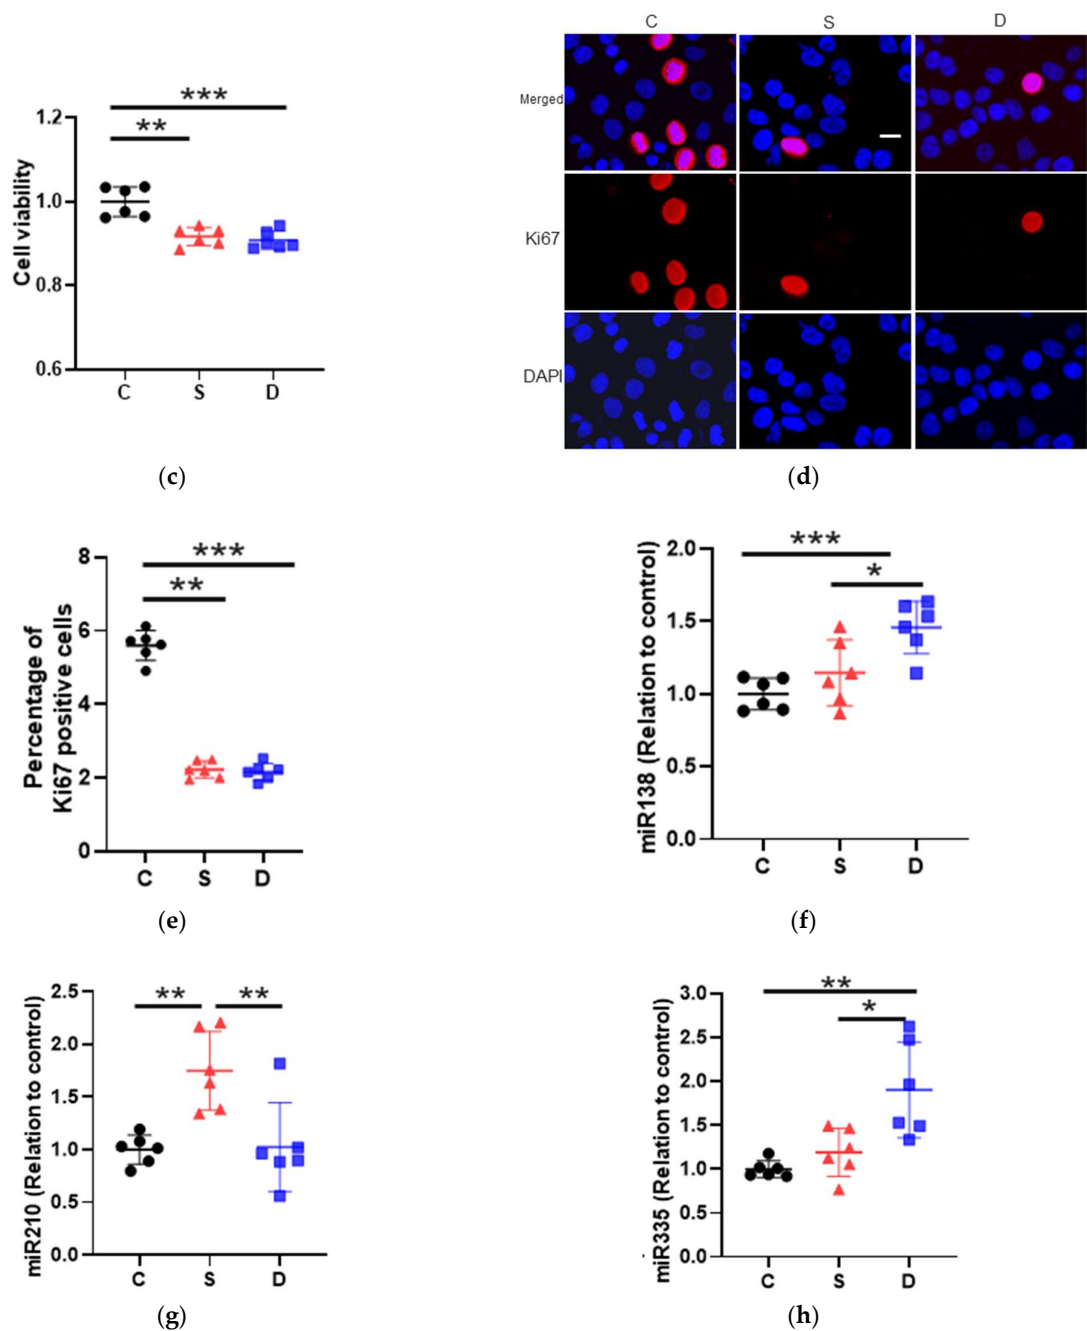 C S D
Merged
Ki67
DAPI
(d)
***
**
Cell viability
1.2
1.0
0.8
0.6
C S D
(c)
***
**
Percentage of
Ki67 positive cells
8
6
4
2
0
C S D
(e)
***
*
miR138 (Relation to control)
2.0
1.5
1.0
0.5
0.0
C S D
(f)
** **
miR210 (Relation to control)
2.5
2.0
1.5
1.0
0.5
0.0
C S D
(g)
**
*
miR335 (Relation to control)
3.0
2.5
2.0
1.5
1.0
0.5
0.0
C S D
(h)